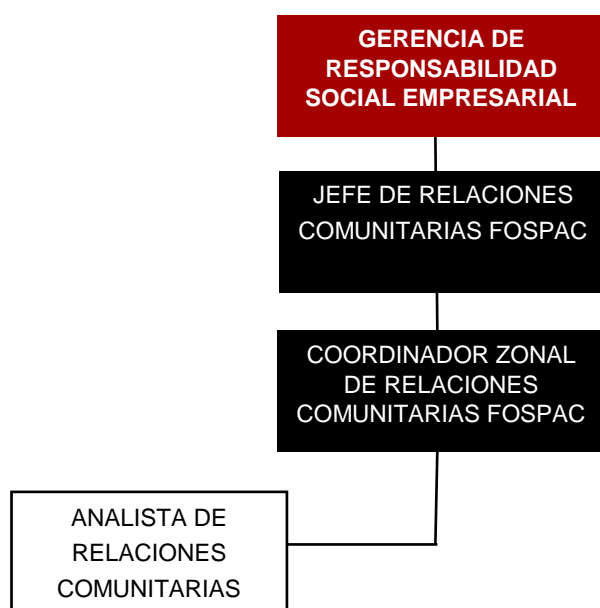 GERENCIA DE
RESPONSABILIDAD
SOCIAL EMPRESARIAL
JEFE DE RELACIONES
COMUNITARIAS FOSPAC
COORDINADOR ZONAL
DE RELACIONES
COMUNITARIAS FOSPAC
ANALISTA DE
RELACIONES
COMUNITARIAS